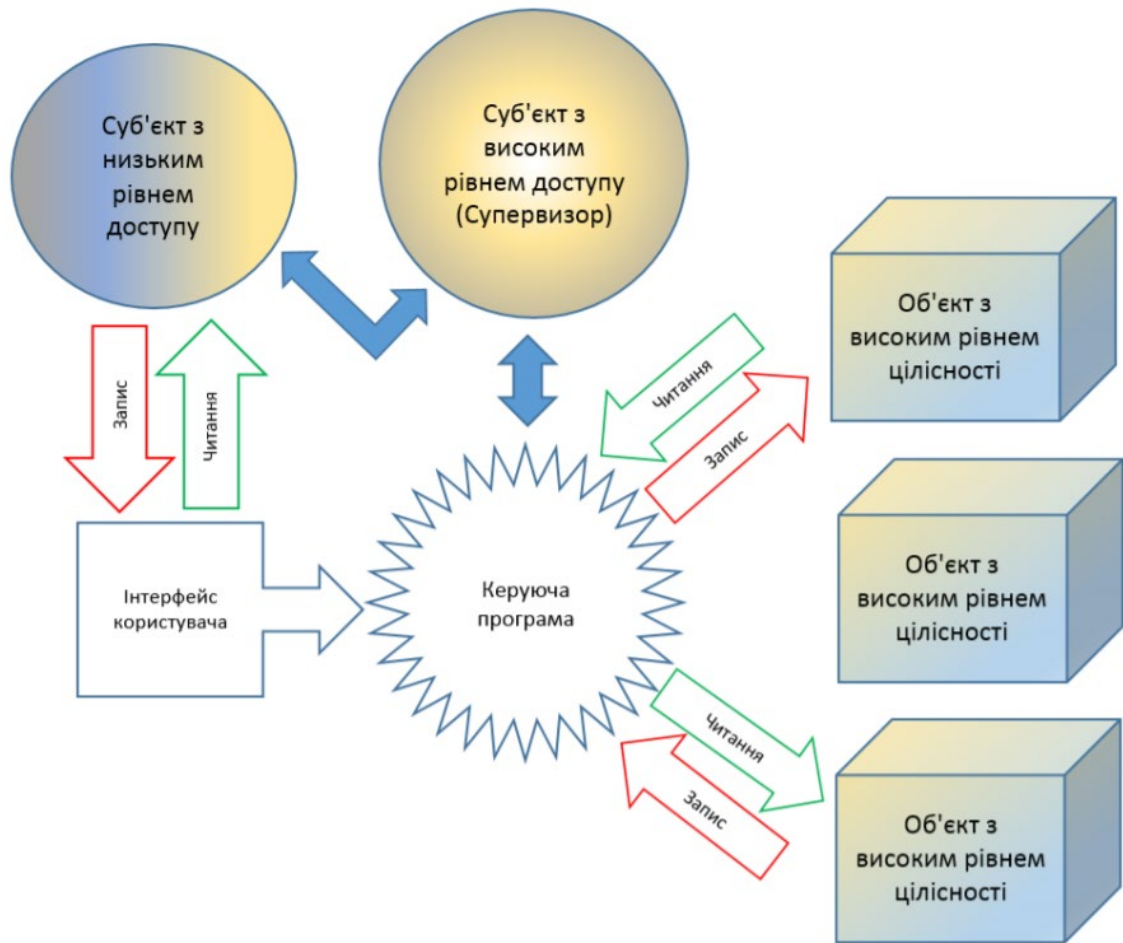 Суб'єкт з
низьким
рівнем
доступу
Суб'єкт з
високим
рівнем доступу
(Супервизор)
Об'єкт з
високим рівнем
цілісності
Запис
Читання
Читання
Запис
Інтерфейс
користувача
Керуюча
програма
Об'єкт з
високим рівнем
цілісності
Читання
Запис
Об'єкт з
високим рівнем
цілісності